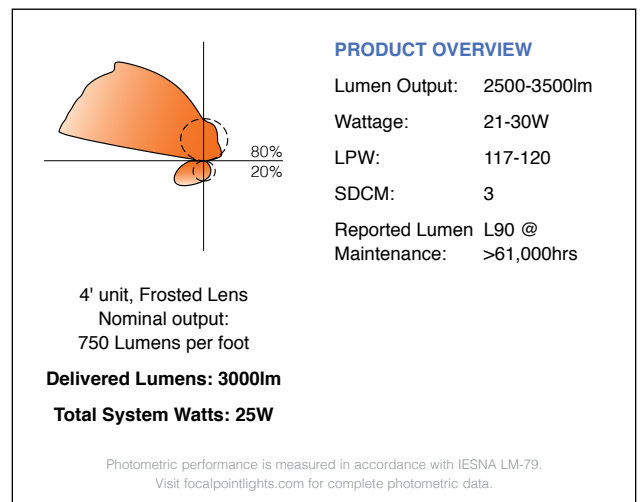 80%
20%
4' unit, Frosted Lens
Nominal output:
750 Lumens per foot
Delivered Lumens: 3000lm
Total System Watts: 25W
PRODUCT OVERVIEW
Lumen Output: 2500-3500lm
Wattage: 21-30W
LPW: 117-120
SDCM: 3
Reported Lumen L90 @
Maintenance: >61,000hrs
Photometric performance is measured in accordance with IESNA LM-79.
Visit focalpointlights.com for complete photometric data.